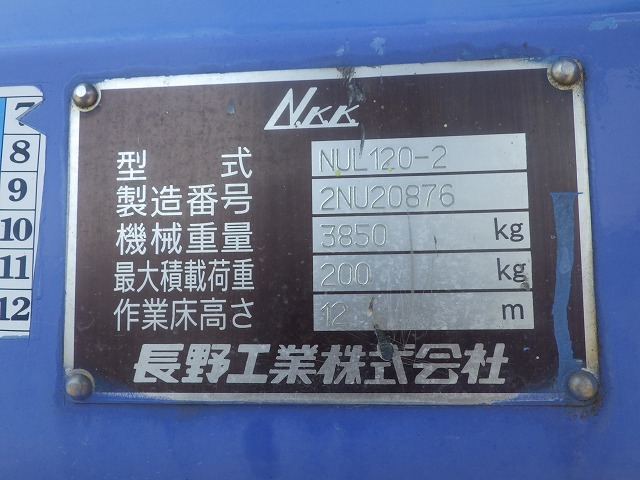 NKK
型 式 NUL120-2
製造番号 2NU20876
機械重量 3850 kg
最大積載荷重 200 kg
作業床高さ 12 m
長野工業株式会社
7
8
9
10
11
12